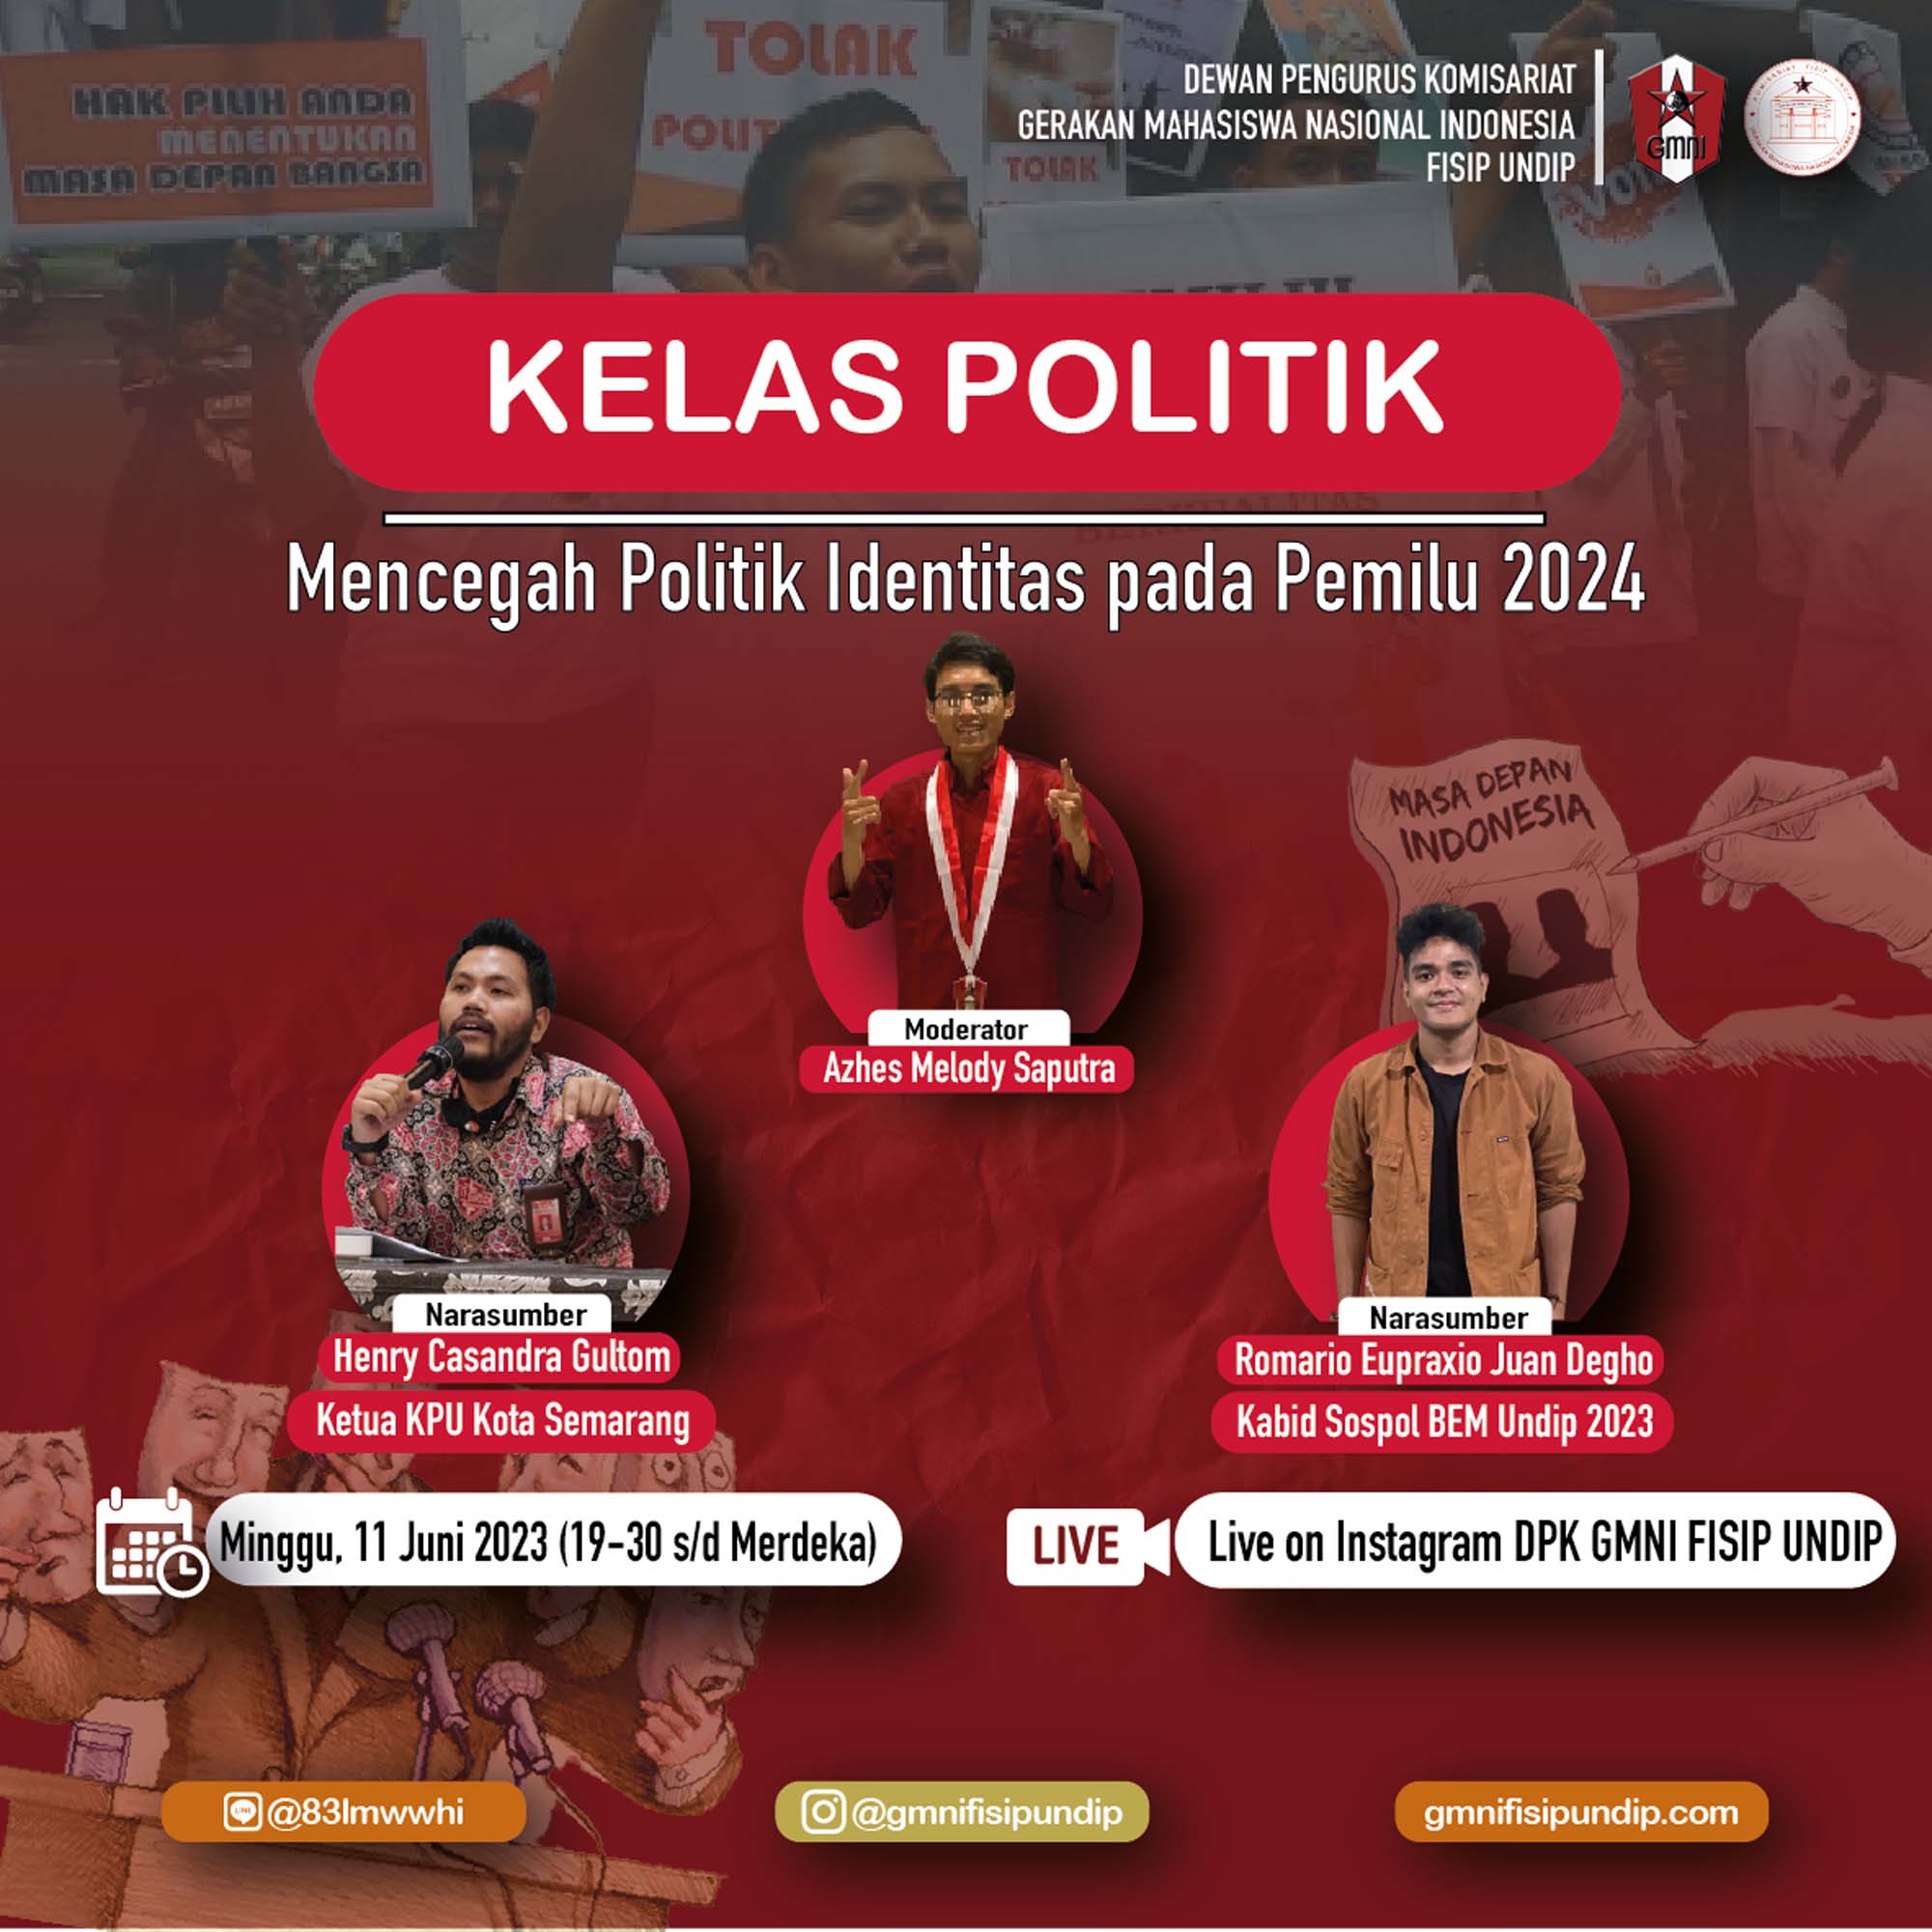 HAK PILIH ANDA
MENENTUKAN
MASA DEPAN BANGSA
TOLAK
TOLAK
DEWAN PENGURUS KOMISARIAT
GERAKAN MAHASISWA NASIONAL INDONESIA
FISIP UNDIP
GMNI
KELAS POLITIK
Mencegah Politik Identitas pada Pemilu 2024
MASA DEPAN
INDONESIA
Moderator
Azhes Melody Saputra
Narasumber
Henry Casandra Gultom
Ketua KPU Kota Semarang
Narasumber
Romario Eupraxio Juan Degho
Kabid Sospol BEM Undip 2023
Minggu, 11 Juni 2023 (19-30 s/d Merdeka)
LIVE
Live on Instagram DPK GMNI FISIP UNDIP
LINE
@83lmwwhi
@gmnifisipundip
gmnifisipundip.com